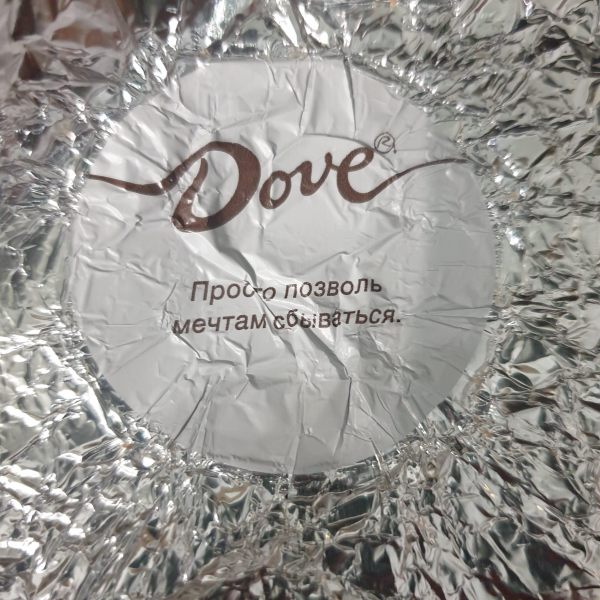 Dove®
Просто позволь
мечтам сбываться.